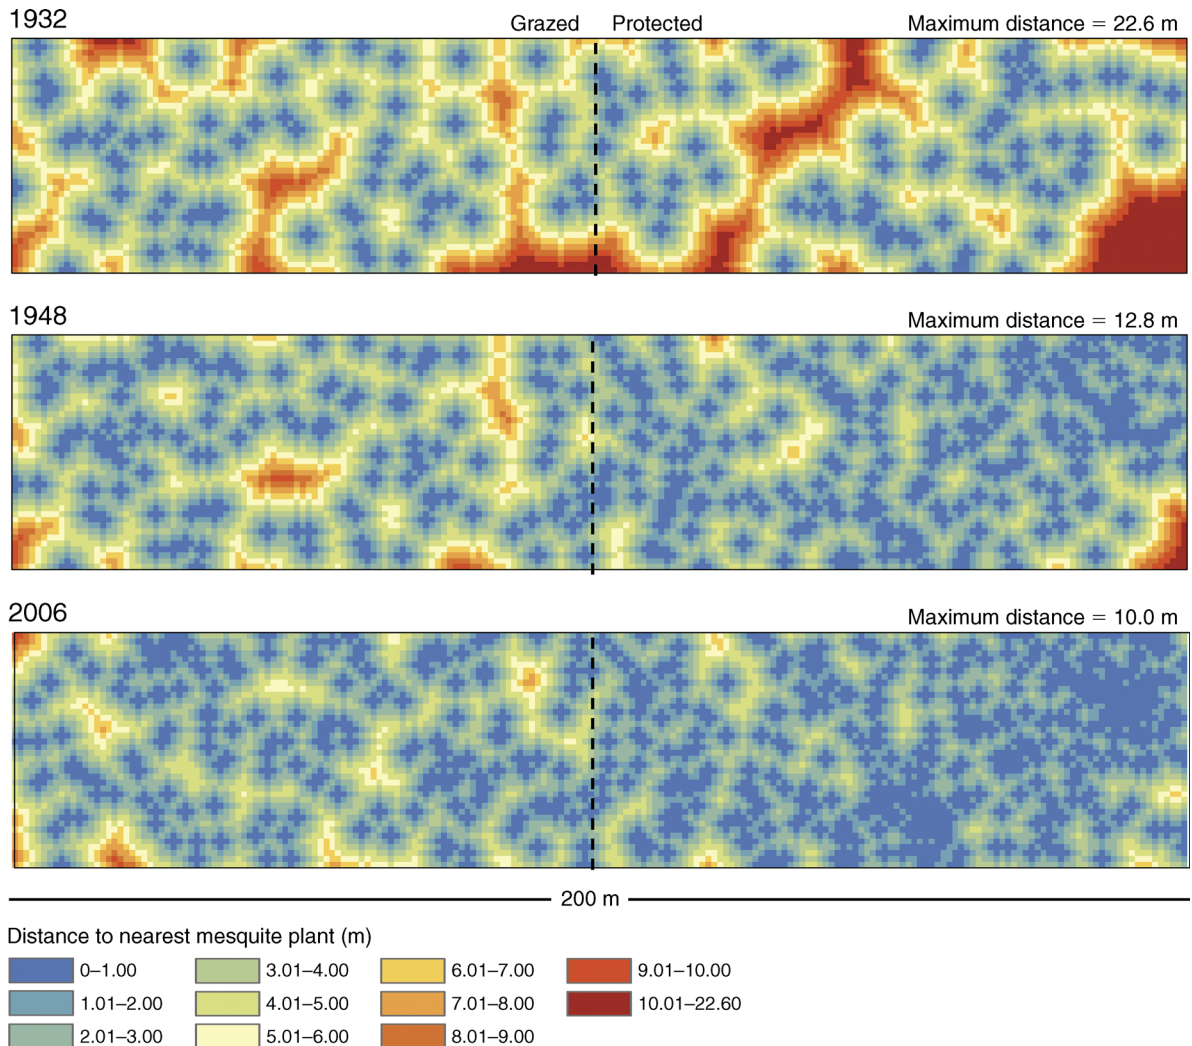 1932
Grazed Protected
Maximum distance = 22.6 m
1948
Maximum distance = 12.8 m
2006
Maximum distance = 10.0 m
200 m
Distance to nearest mesquite plant (m)
0–1.00 3.01–4.00 6.01–7.00 9.01–10.00
1.01–2.00 4.01–5.00 7.01–8.00 10.01–22.60
2.01–3.00 5.01–6.00 8.01–9.00